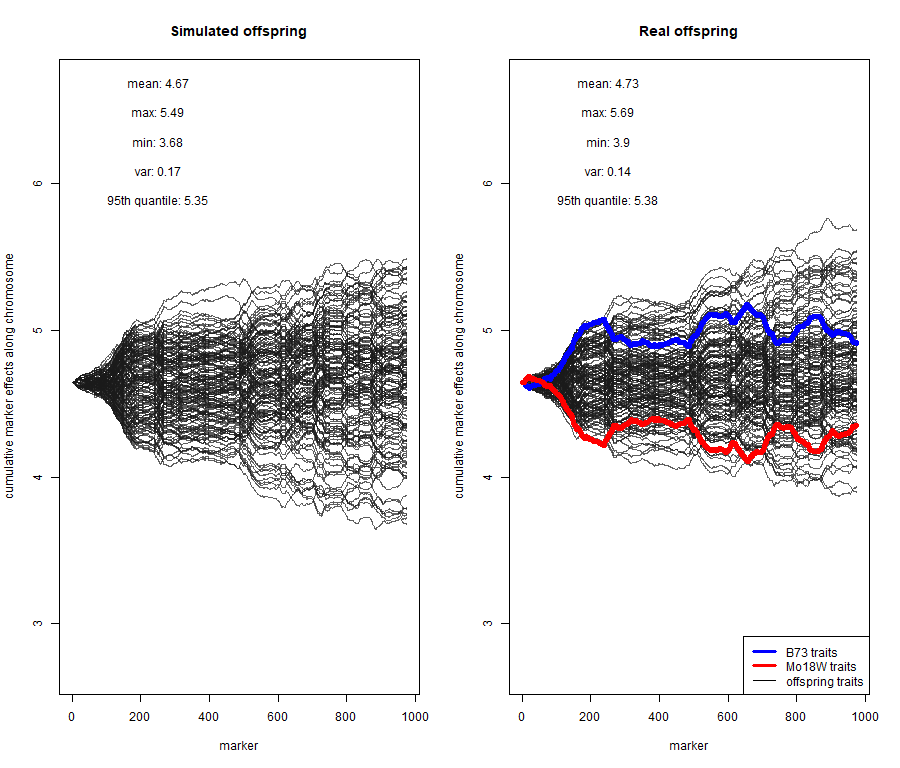 Simulated offspring
mean: 4.67
max: 5.49
min: 3.68
var: 0.17
95th quantile: 5.35
cumulative marker effects along chromosome
6
5
4
3
0 200 400 600 800 1000
marker
Real offspring
mean: 4.73
max: 5.69
min: 3.9
var: 0.14
95th quantile: 5.38
cumulative marker effects along chromosome
6
5
4
3
B73 traits
Mo18W traits
offspring traits
0 200 400 600 800 1000
marker